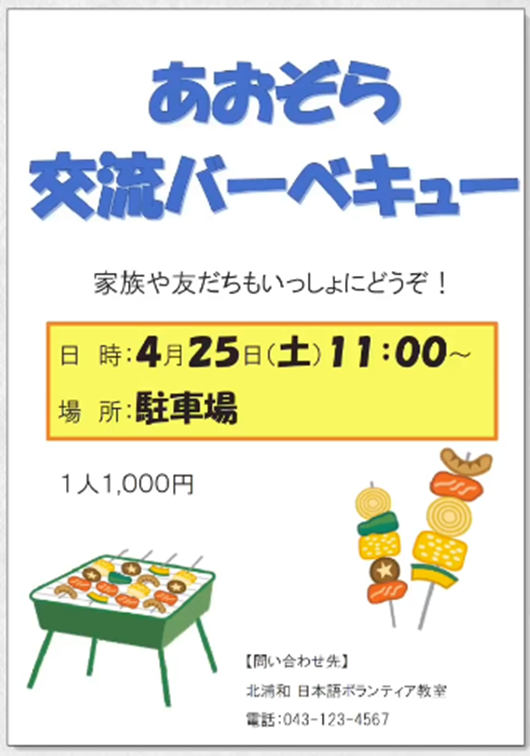 あおぞら
交流バーベキュー
家族や友だちもいっしょにどうぞ！
日　時：4月25日（土）11：00～
場　所：駐車場
１人1,000円
【問い合わせ先】
北浦和 日本語ボランティア教室
電話：043-123-4567